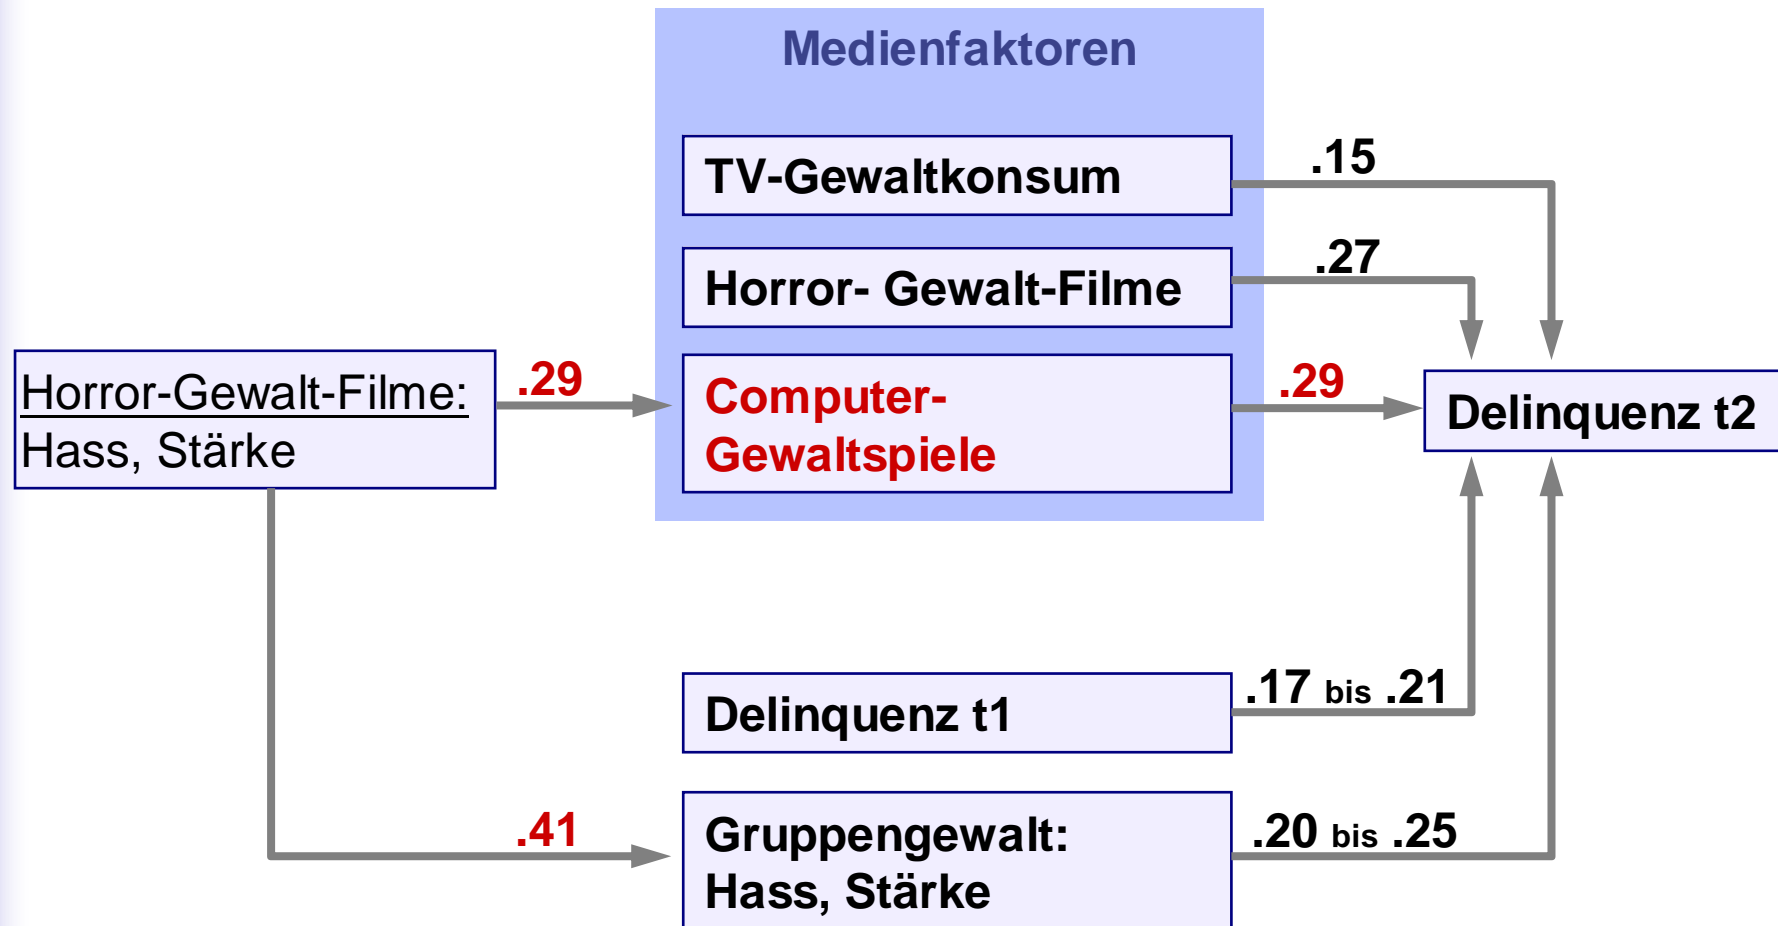 Medienfaktoren
TV-Gewaltkonsum
.15
Horror- Gewalt-Filme
.27
Horror-Gewalt-Filme:
Hass, Stärke
.29
Computer-
Gewaltspiele
.29
Delinquenz t2
Delinquenz t1
.17 bis .21
.41
Gruppengewalt:
Hass, Stärke
.20 bis .25